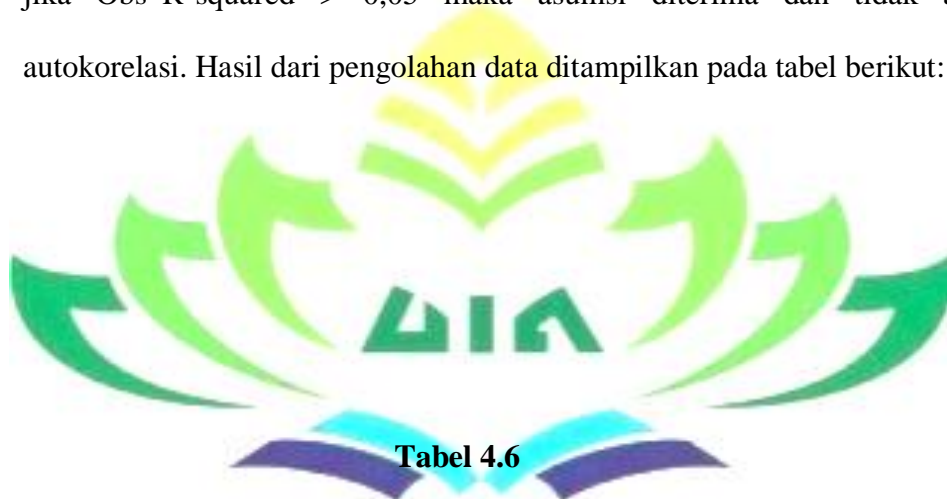 jika Obs*R-squared > 0,05 maka asumsi diterima dan tidak
autokorelasi. Hasil dari pengolahan data ditampilkan pada tabel berikut:
UIN
Tabel 4.6